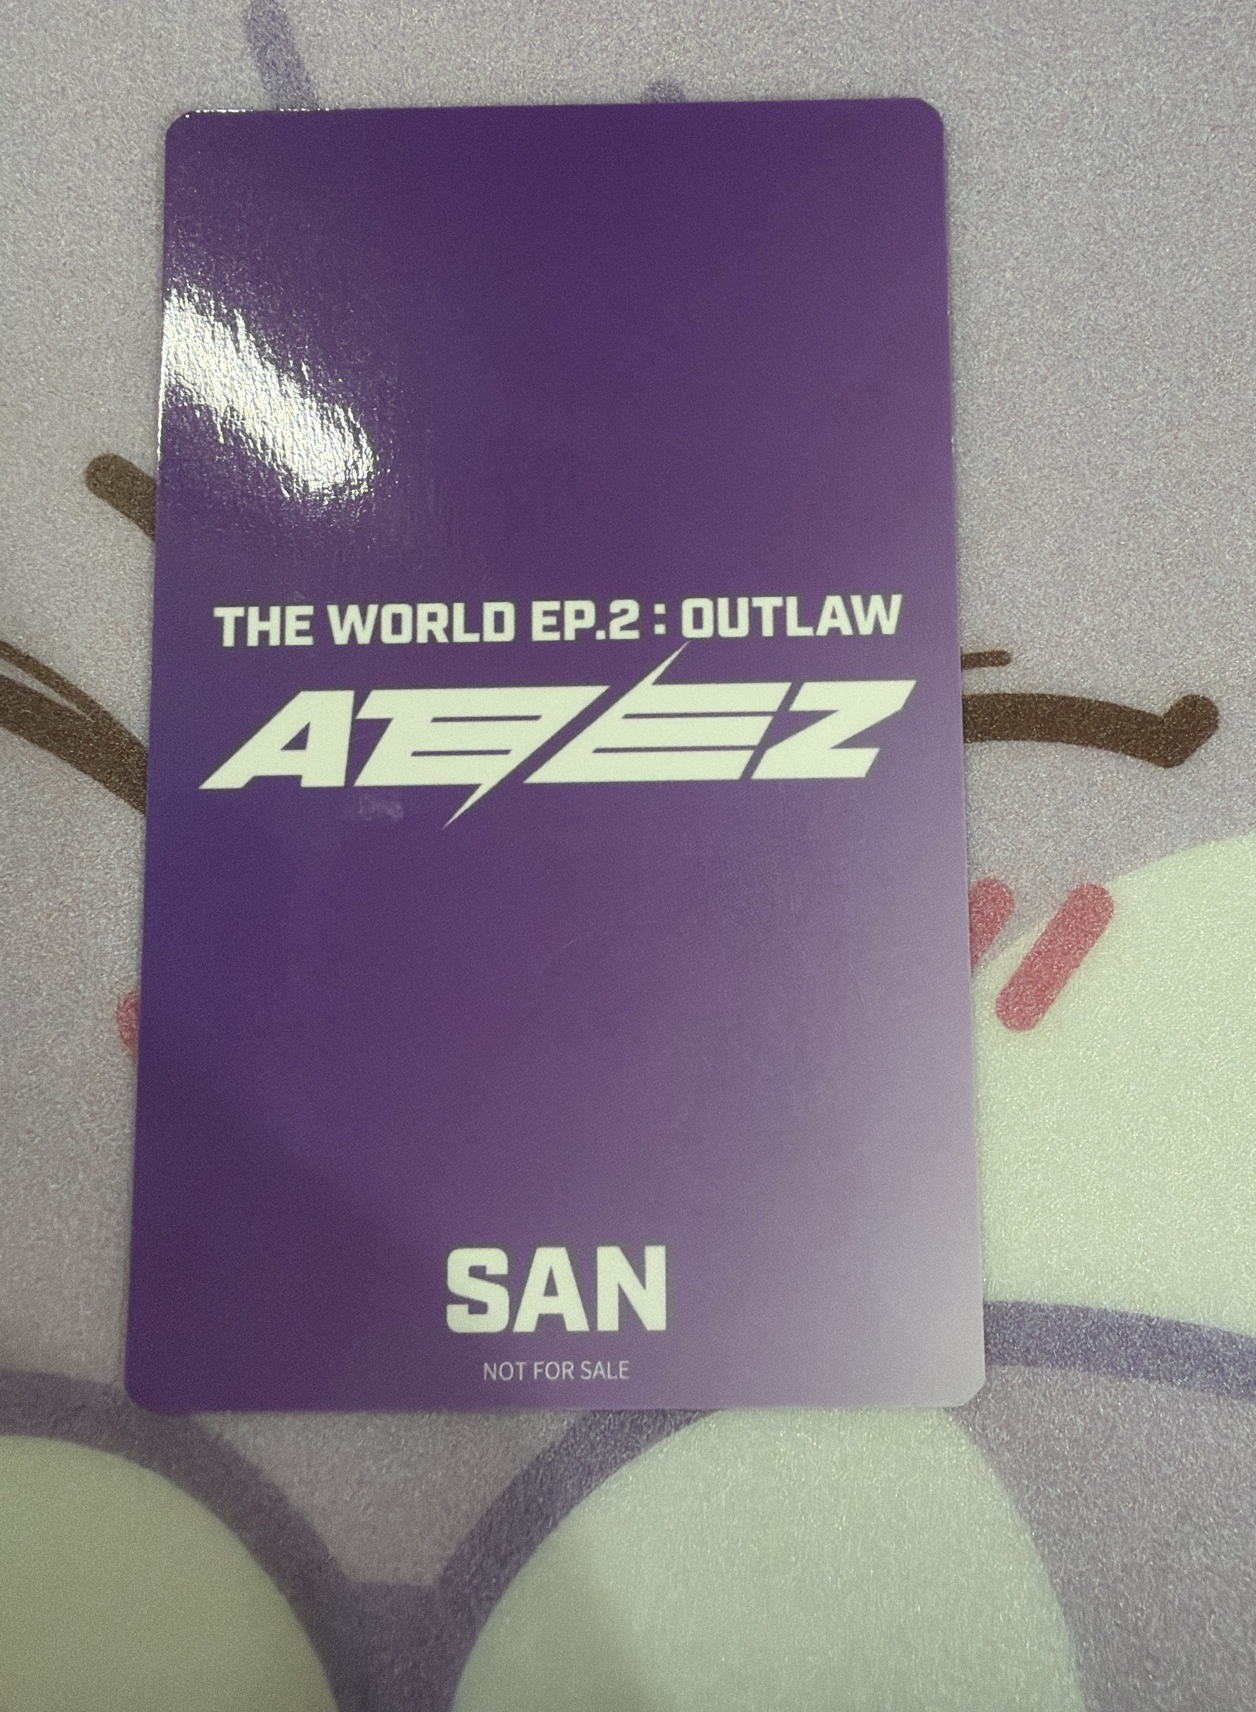 THE WORLD EP.2 : OUTLAW
ATEEZ
SAN
NOT FOR SALE